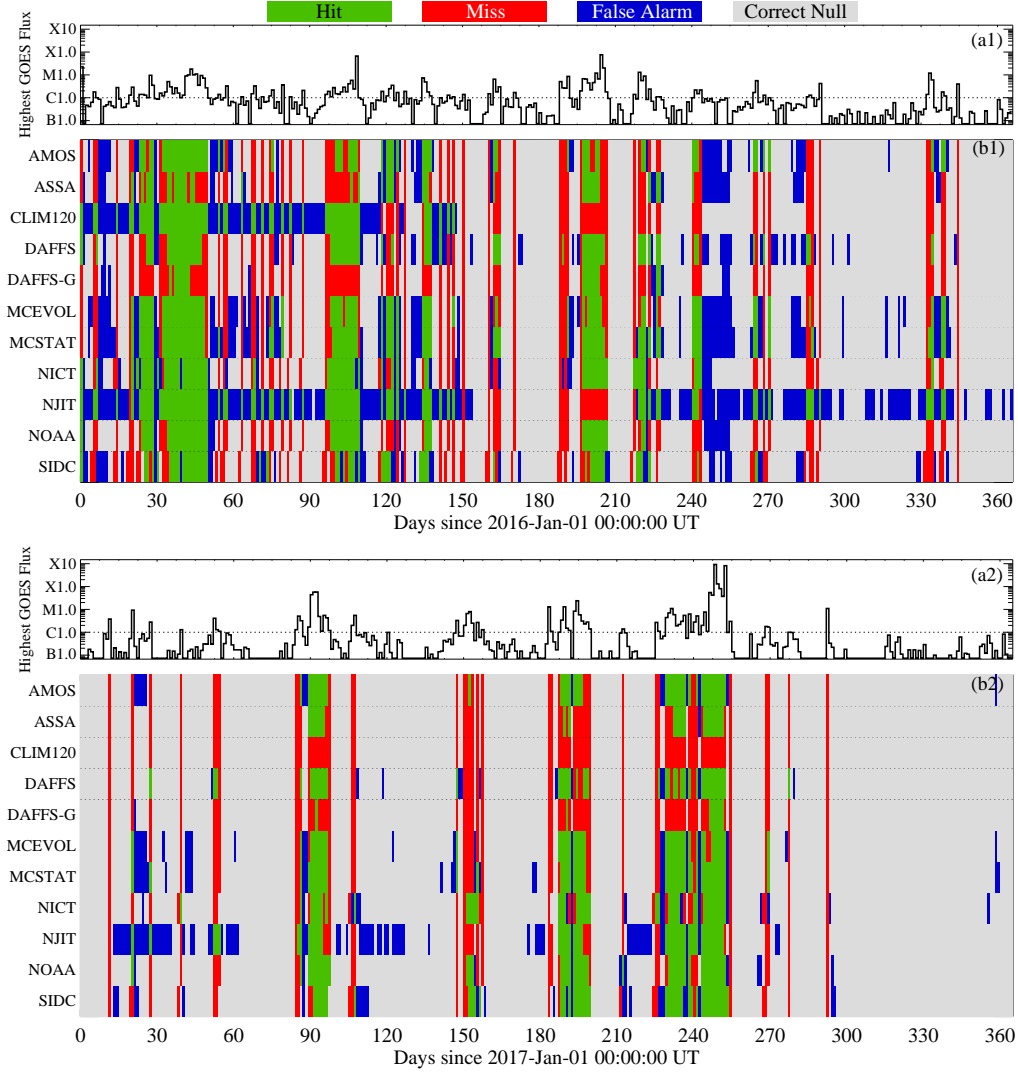 Hit Miss False Alarm Correct Null
Highest GOES Flux
X10
X1.0
M1.0
C1.0
B1.0
(a1)
(b1)
AMOS
ASSA
CLIM120
DAFFS
DAFFS-G
MCEVOL
MCSTAT
NICT
NJIT
NOAA
SIDC
0 30 60 90 120 150 180 210 240 270 300 330 360
Days since 2016-Jan-01 00:00:00 UT
Highest GOES Flux
X10
X1.0
M1.0
C1.0
B1.0
(a2)
(b2)
AMOS
ASSA
CLIM120
DAFFS
DAFFS-G
MCEVOL
MCSTAT
NICT
NJIT
NOAA
SIDC
0 30 60 90 120 150 180 210 240 270 300 330 360
Days since 2017-Jan-01 00:00:00 UT